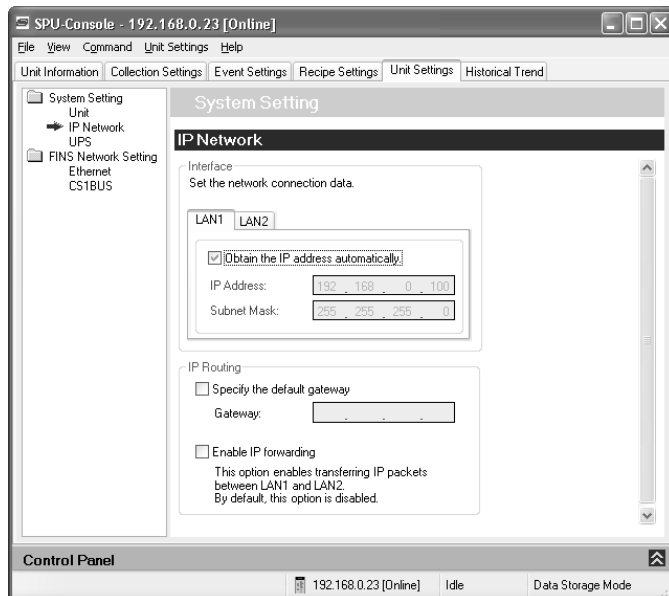 SPU-Console - 192.168.0.23 [Online]
File View Command Unit Settings Help
Unit Information Collection Settings Event Settings Recipe Settings Unit Settings Historical Trend
System Setting
Unit
IP Network
UPS
FINS Network Setting
Ethernet
CS1BUS
System Setting
IP Network
Interface
Set the network connection data.
LAN1 LAN2
Obtain the IP address automatically.
IP Address: 192 . 168 . 0 . 100
Subnet Mask: 255 . 255 . 255 . 0
IP Routing
Specify the default gateway
Gateway: . . .
Enable IP forwarding
This option enables transferring IP packets
between LAN1 and LAN2.
By default, this option is disabled.
Control Panel
192.168.0.23 [Online] Idle Data Storage Mode